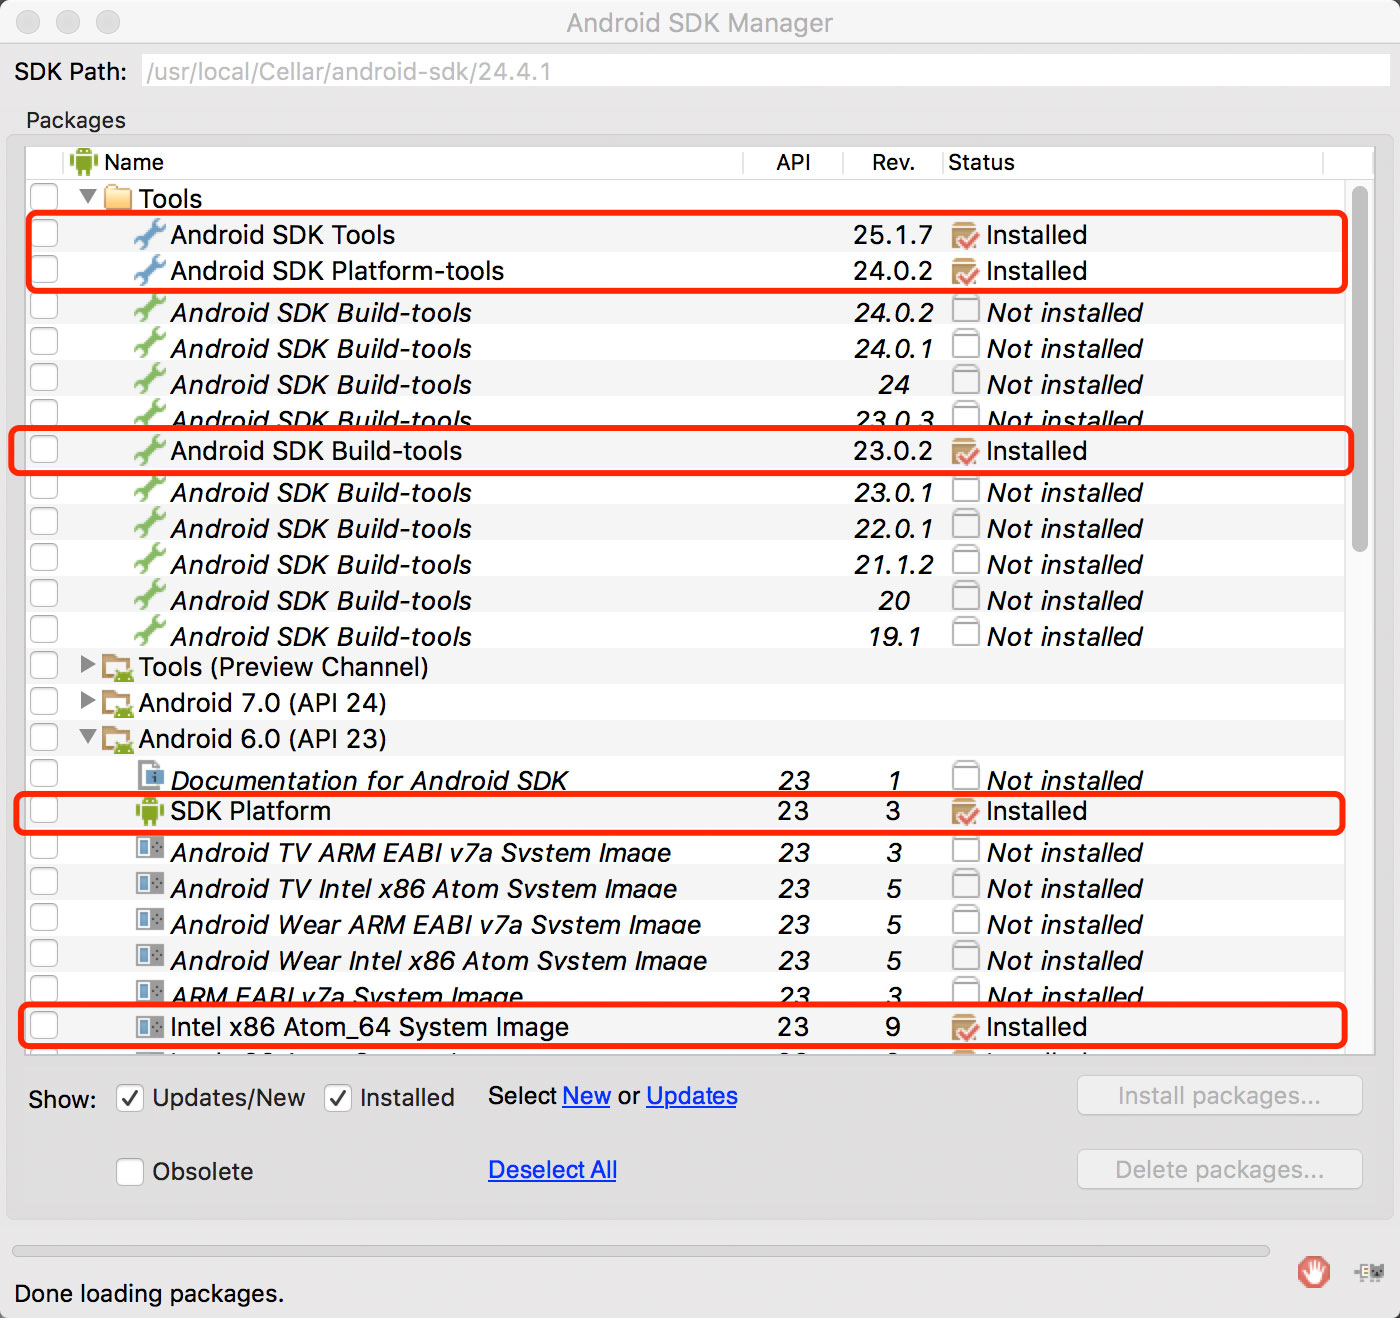 Android SDK Manager
SDK Path: /usr/local/Cellar/android-sdk/24.4.1
Packages
Name API Rev. Status
Tools
Android SDK Tools 25.1.7 Installed
Android SDK Platform-tools 24.0.2 Installed
Android SDK Build-tools 24.0.2 Not installed
Android SDK Build-tools 24.0.1 Not installed
Android SDK Build-tools 24 Not installed
Android SDK Build-tools 23.0.3 Not installed
Android SDK Build-tools 23.0.2 Installed
Android SDK Build-tools 23.0.1 Not installed
Android SDK Build-tools 22.0.1 Not installed
Android SDK Build-tools 21.1.2 Not installed
Android SDK Build-tools 20 Not installed
Android SDK Build-tools 19.1 Not installed
Tools (Preview Channel)
Android 7.0 (API 24)
Android 6.0 (API 23)
Documentation for Android SDK 23 1 Not installed
SDK Platform 23 3 Installed
Android TV ARM EABI v7a System Image 23 3 Not installed
Android TV Intel x86 Atom System Image 23 5 Not installed
Android Wear ARM EABI v7a System Image 23 5 Not installed
Android Wear Intel x86 Atom System Image 23 5 Not installed
ARM EABI v7a System Image 23 3 Not installed
Intel x86 Atom_64 System Image 23 9 Installed
Show: Updates/New Installed Select New or Updates Install packages...
Obsolete Deselect All Delete packages...
Done loading packages.